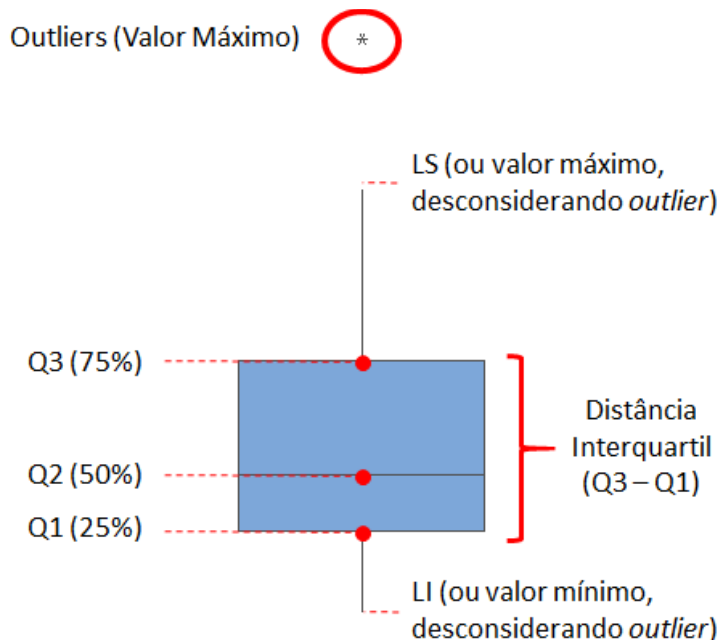 Outliers (Valor Máximo)
*
LS (ou valor máximo,
desconsiderando outlier)
Q3 (75%)
Distância
Interquartil
(Q3 – Q1)
Q2 (50%)
Q1 (25%)
LI (ou valor mínimo,
desconsiderando outlier)